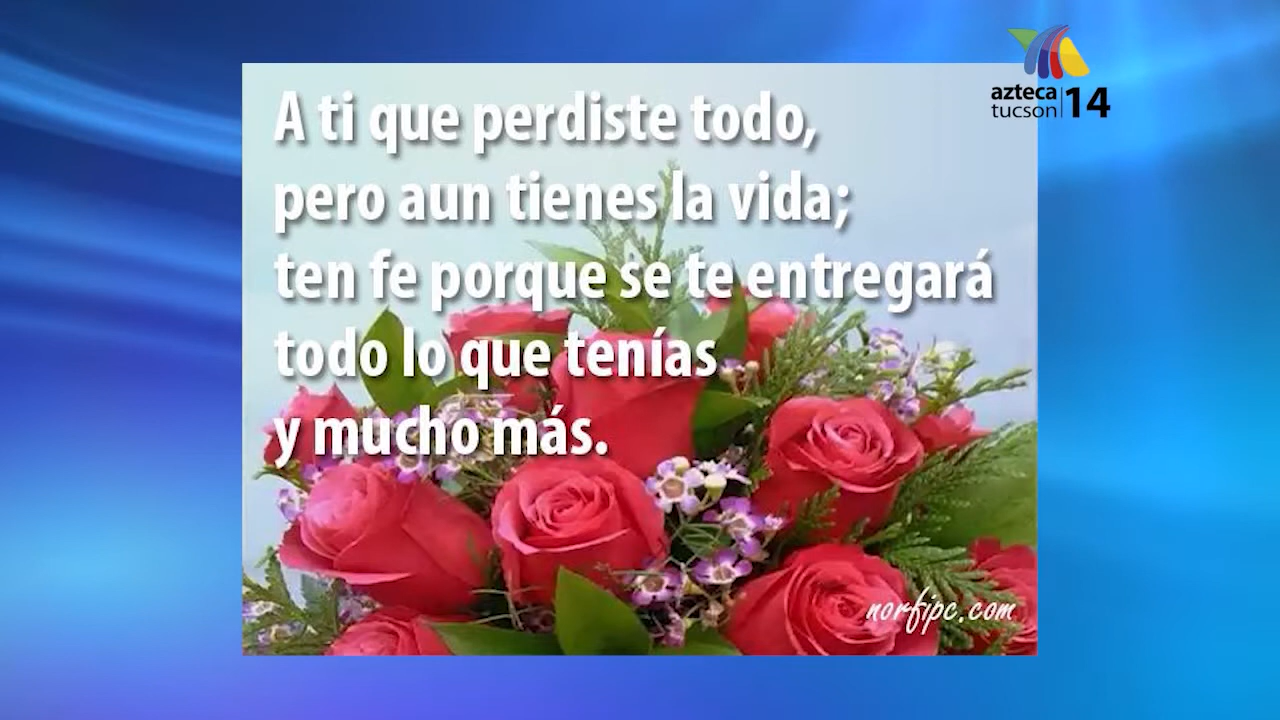 azteca
tucson 14
A ti que perdiste todo,
pero aun tienes la vida;
ten fe porque se te entregará
todo lo que tenías
y mucho más.
norfipc.com